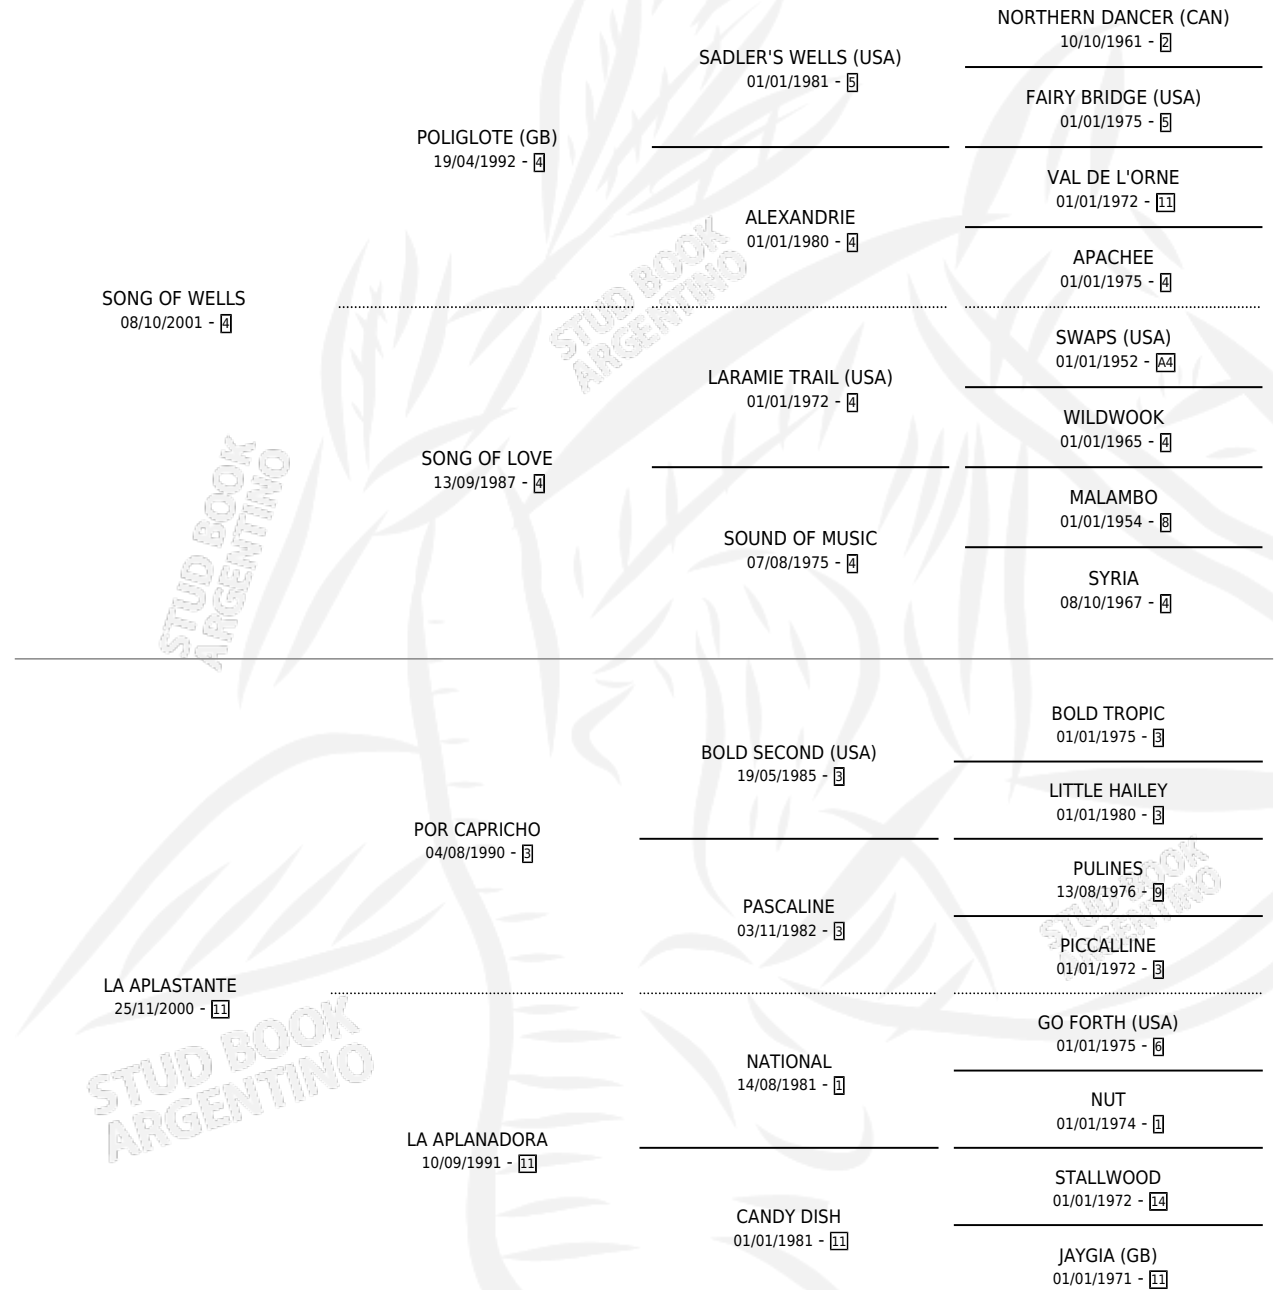 NORTHERN DANCER (CAN)
10/10/1961 - 2
SADLER'S WELLS (USA)
01/01/1981 - 5
FAIRY BRIDGE (USA)
01/01/1975 - 5
POLIGLOTE (GB)
19/04/1992 - 4
VAL DE L'ORNE
01/01/1972 - 11
ALEXANDRIE
01/01/1980 - 4
APACHEE
01/01/1975 - 4
SONG OF WELLS
08/10/2001 - 4
STUD BOOK
ARGENTINO
SWAPS (USA)
01/01/1952 - A4
LARAMIE TRAIL (USA)
01/01/1972 - 4
WILDWOOK
01/01/1965 - 4
SONG OF LOVE
13/09/1987 - 4
MALAMBO
01/01/1954 - 8
SOUND OF MUSIC
07/08/1975 - 4
SYRIA
08/10/1967 - 4
STUD BOOK
ARGENTINO
BOLD TROPIC
01/01/1975 - 3
BOLD SECOND (USA)
19/05/1985 - 3
LITTLE HAILEY
01/01/1980 - 3
POR CAPRICHO
04/08/1990 - 3
PULINES
13/08/1976 - 9
PASCALINE
03/11/1982 - 3
PICCALLINE
01/01/1972 - 3
STUD BOOK
ARGENTINO
LA APLASTANTE
25/11/2000 - 11
STUD BOOK
ARGENTINO
GO FORTH (USA)
01/01/1975 - 6
NATIONAL
14/08/1981 - 1
NUT
01/01/1974 - 1
LA APLANADORA
10/09/1991 - 11
STALLWOOD
01/01/1972 - 14
CANDY DISH
01/01/1981 - 11
JAYGIA (GB)
01/01/1971 - 11